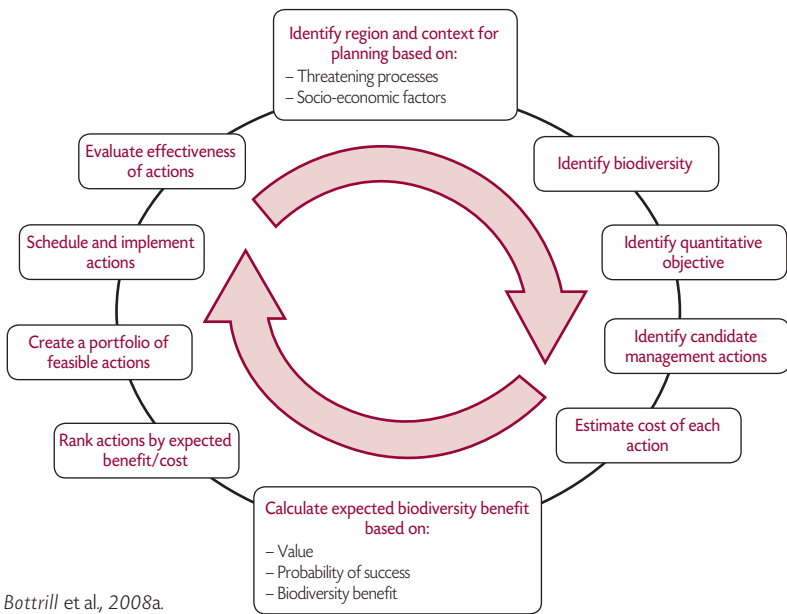 Identify region and context for
planning based on:
– Threatening processes
– Socio-economic factors
Identify biodiversity
Identify quantitative
objective
Identify candidate
management actions
Estimate cost of each
action
Calculate expected biodiversity benefit
based on:
– Value
– Probability of success
– Biodiversity benefit
Rank actions by expected
benefit/cost
Create a portfolio of
feasible actions
Schedule and implement
actions
Evaluate effectiveness
of actions
Bottrill et al., 2008a.